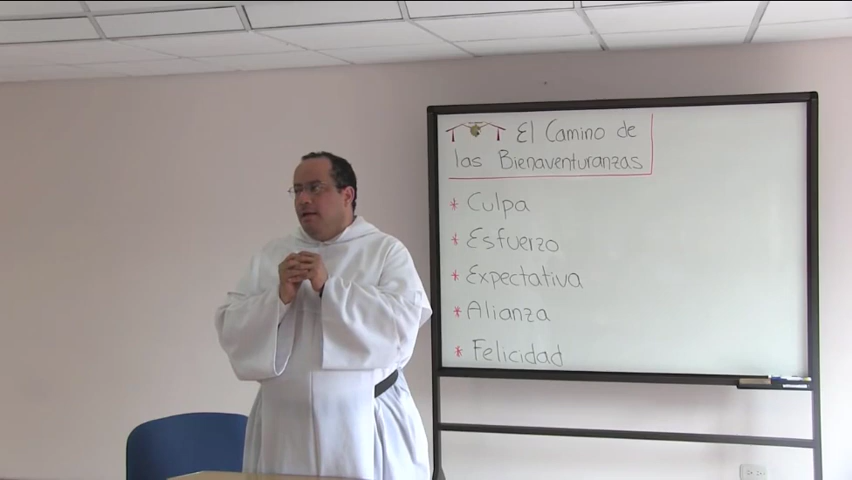 El Camino de
las Bienaventuranzas
* Culpa
* Esfuerzo
* Expectativa
* Alianza
* Felicidad